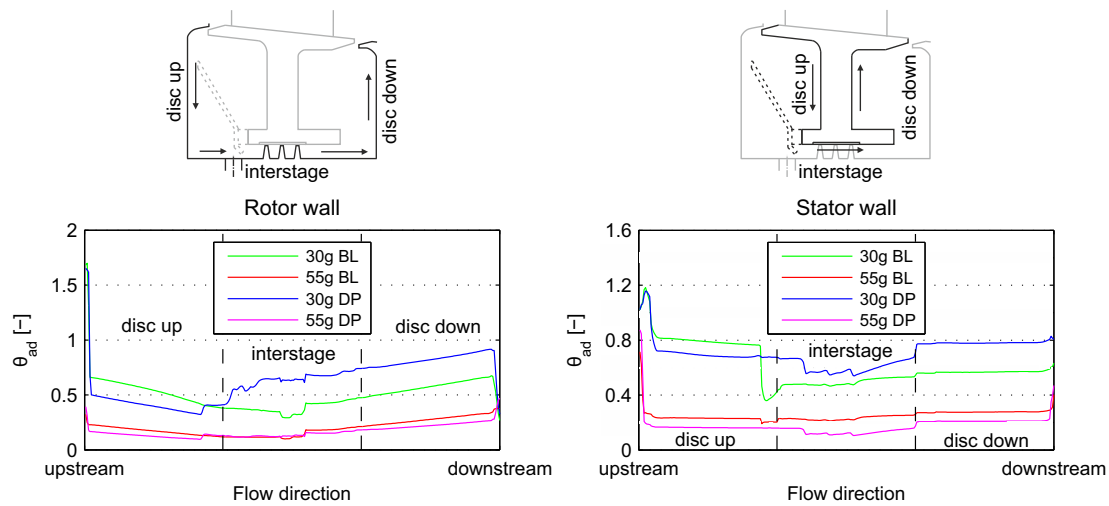 disc up
disc down
interstage
disc up
disc down
interstage
Rotor wall
2
1.5
1
0.5
0
θad [-]
30g BL
55g BL
30g DP
55g DP
disc up
interstage
disc down
upstream
downstream
Flow direction
Stator wall
1.6
1.2
0.8
0.4
0
θad [-]
30g BL
55g BL
30g DP
55g DP
interstage
disc up
disc down
upstream
downstream
Flow direction